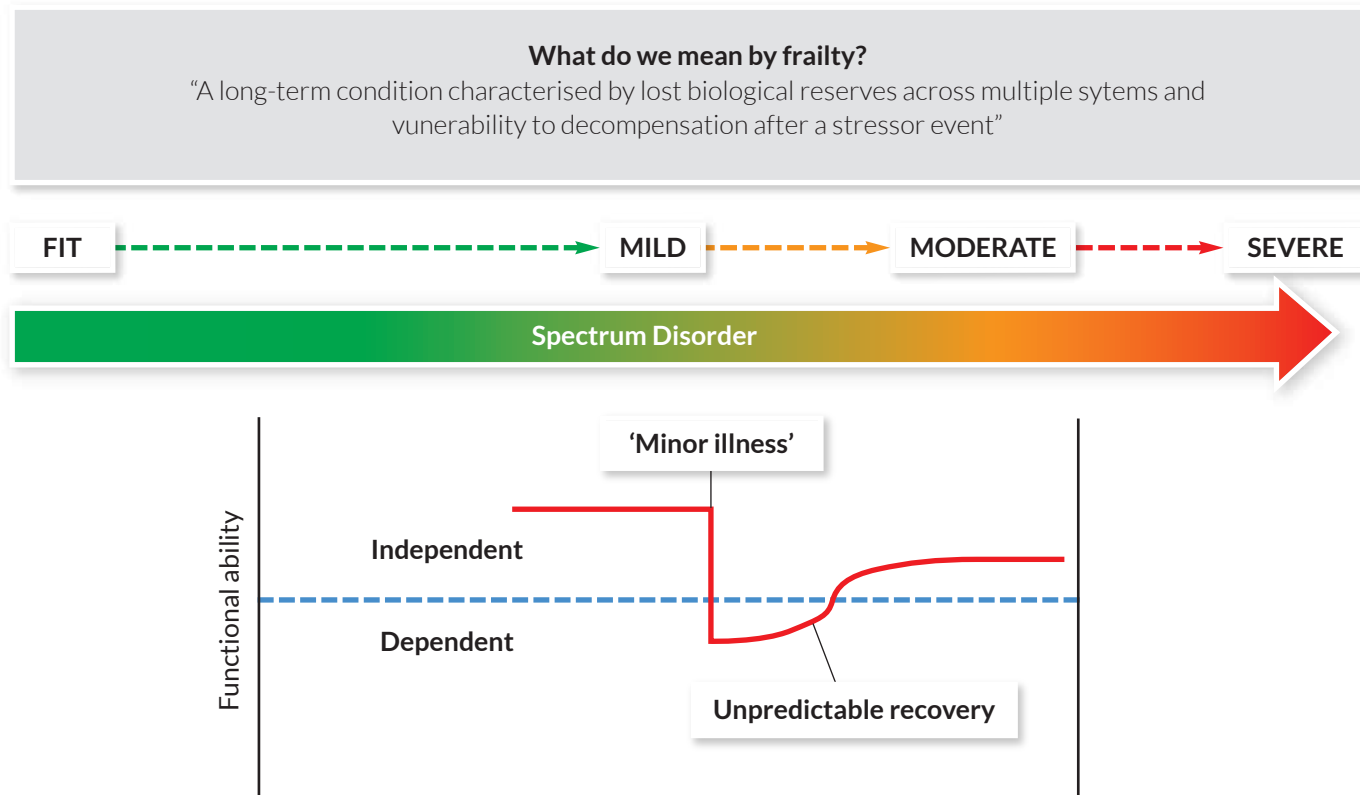 What do we mean by frailty?
“A long-term condition characterised by lost biological reserves across multiple sytems and
vunerability to decompensation after a stressor event”
FIT
MILD
MODERATE
SEVERE
Spectrum Disorder
‘Minor illness’
Functional ability
Independent
Dependent
Unpredictable recovery